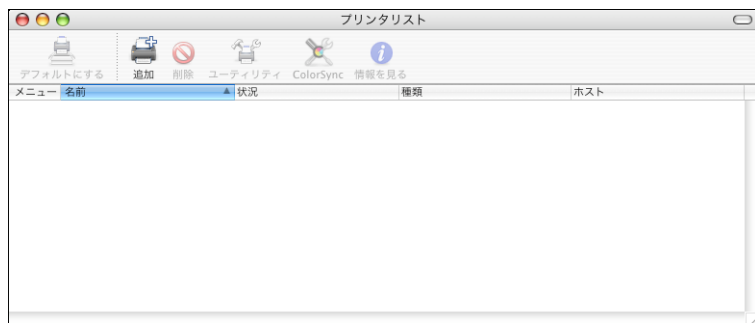 プリンタリスト
デフォルトにする 追加 削除 ユーティリティ ColorSync 情報を見る
メニュー 名前 状況 種類 ホスト